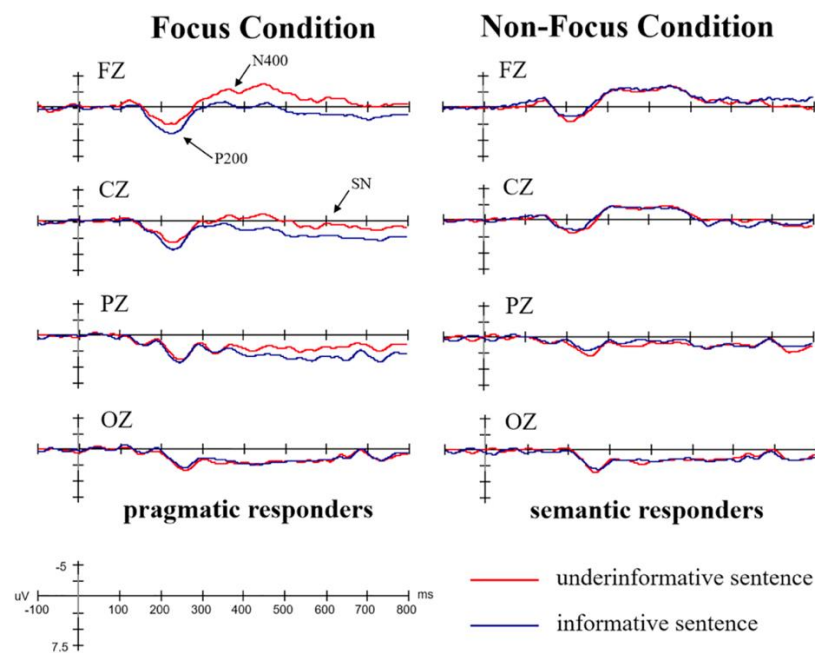 Focus Condition
Non-Focus Condition
FZ
N400
P200
FZ
CZ
SN
CZ
PZ
PZ
OZ
OZ
pragmatic responders
semantic responders
-5
uV
ms
-100 100 200 300 400 500 600 700 800
7.5
underinformative sentence
informative sentence